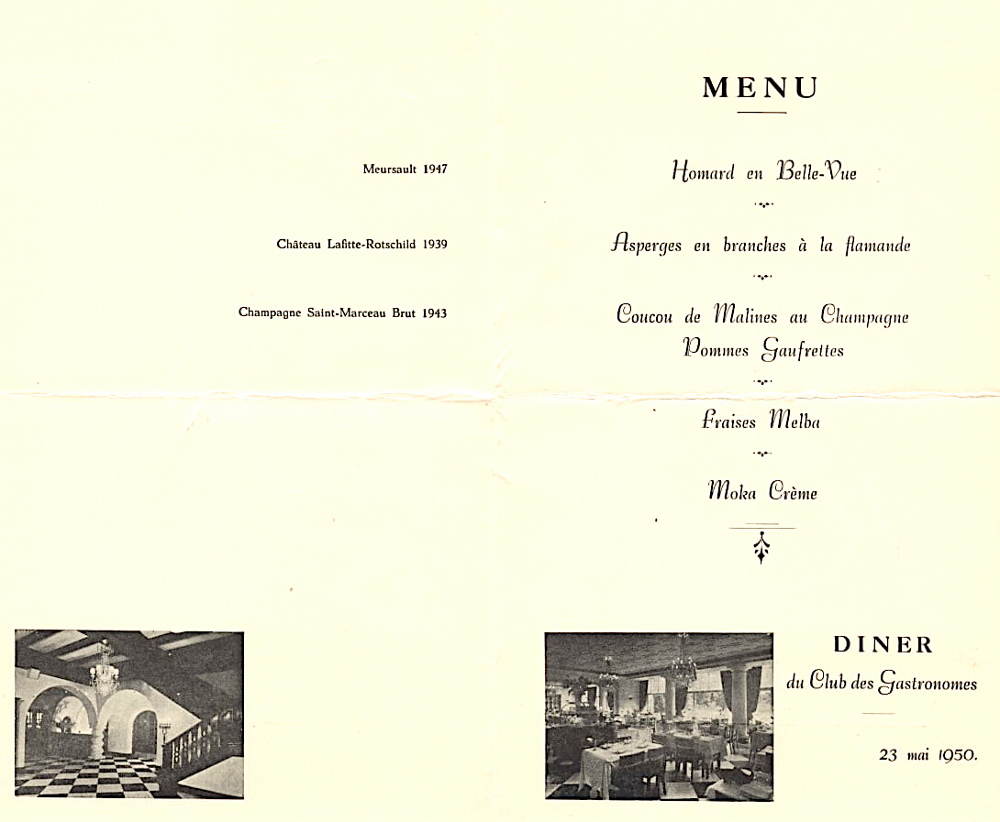 Meursault 1947
Château Lafitte-Rotschild 1939
Champagne Saint-Marceau Brut 1943
MENU
Homard en Belle-Vue
Asperges en branches à la flamande
Coucou de Malines au Champagne
Pommes Gaufrettes
Fraises Melba
Moka Crème
DINER
du Club des Gastronomes
23 mai 1950.